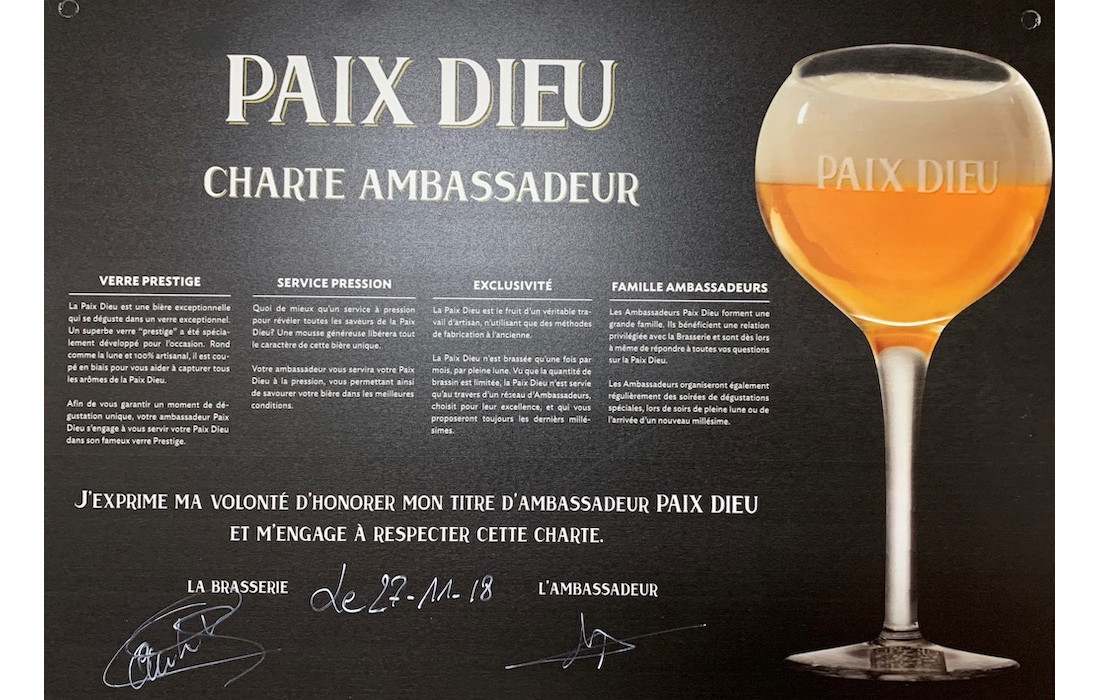 PAIX DIEU
CHARTE AMBASSADEUR
PAIX DIEU
VERRE PRESTIGE
La Paix Dieu est une bière exceptionnelle
qui se déguste dans un verre exceptionnel.
Un superbe verre "prestige" a été spécia-
lement développé pour l'occasion. Rond
comme la lune et 100% artisanal, il est cou-
pé en biais pour vous aider à capturer tous
les arômes de la Paix Dieu.
Afin de vous garantir un moment de dé-
gustation unique, votre ambassadeur Paix
Dieu s'engage à vous servir votre Paix Dieu
dans son fameux verre Prestige.
SERVICE PRESSION
Quoi de mieux qu'un service à pression
pour révéler toutes les saveurs de la Paix
Dieu? Une mousse généreuse libérera tout
le caractère de cette bière unique.
Votre ambassadeur vous servira votre Paix
Dieu à la pression, vous permettant ainsi
de savourer votre bière dans les meilleures
conditions.
EXCLUSIVITÉ
La Paix Dieu est le fruit d'un véritable tra-
vail d'artisan, n'utilisant que des méthodes
de fabrication à l'ancienne.
La Paix Dieu n'est brassée qu'une fois par
mois, par pleine lune. Vu que la quantité de
brassin est limitée, la Paix Dieu n'est servie
qu'au travers d'un réseau d'Ambassadeurs,
choisit pour leur excellence, et qui vous
proposeront toujours les derniers millé-
simes.
FAMILLE AMBASSADEURS
Les Ambassadeurs Paix Dieu forment une
grande famille. Ils bénéficient une relation
privilégiée avec la Brasserie et sont dès lors
à même de répondre à toutes vos questions
sur la Paix Dieu.
Les Ambassadeurs organiseront également
régulièrement des soirées de dégustations
spéciales, lors de soirs de pleine lune ou de
l'arrivée d'un nouveau millésime.
J'EXPRIME MA VOLONTÉ D'HONORER MON TITRE D'AMBASSADEUR PAIX DIEU
ET M'ENGAGE À RESPECTER CETTE CHARTE.
LA BRASSERIE Le 27-11-18 L'AMBASSADEUR